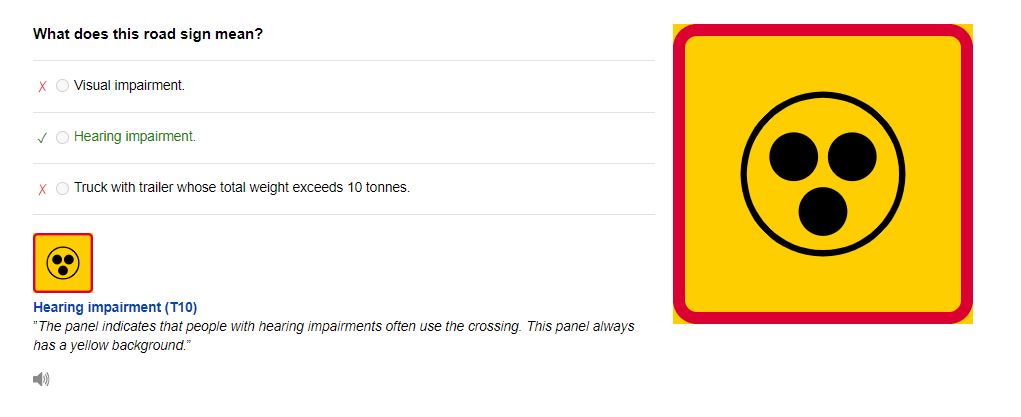 What does this road sign mean?
X Visual impairment.
✓ Hearing impairment.
X Truck with trailer whose total weight exceeds 10 tonnes.
Hearing impairment (T10)
"The panel indicates that people with hearing impairments often use the crossing. This panel always
has a yellow background."